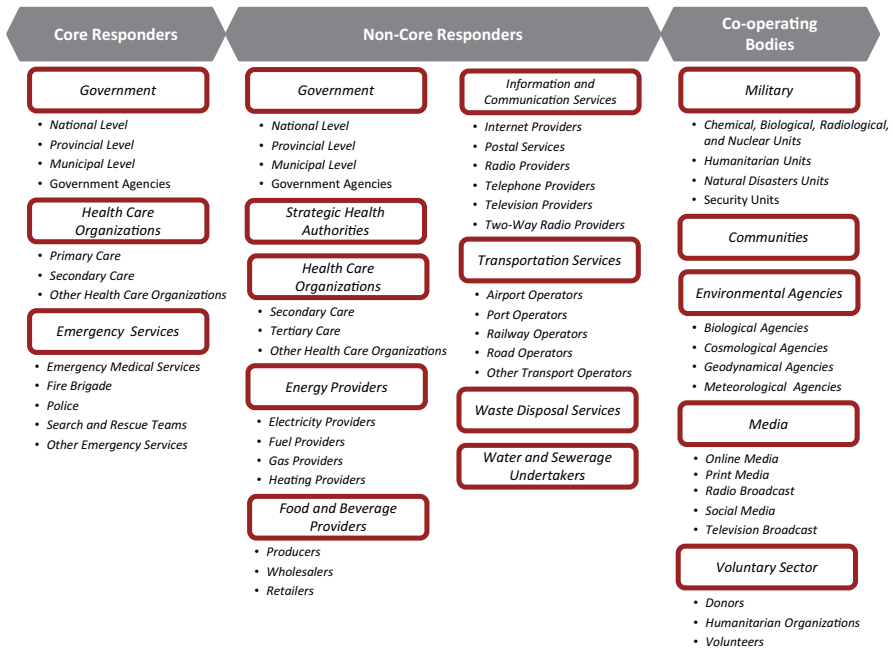 Core Responders
Non-Core Responders
Co-operating
Bodies
Government
• National Level
• Provincial Level
• Municipal Level
• Government Agencies
Health Care
Organizations
• Primary Care
• Secondary Care
• Other Health Care Organizations
Emergency Services
• Emergency Medical Services
• Fire Brigade
• Police
• Search and Rescue Teams
• Other Emergency Services
Government
• National Level
• Provincial Level
• Municipal Level
• Government Agencies
Strategic Health
Authorities
Health Care
Organizations
• Secondary Care
• Tertiary Care
• Other Health Care Organizations
Energy Providers
• Electricity Providers
• Fuel Providers
• Gas Providers
• Heating Providers
Food and Beverage
Providers
• Producers
• Wholesalers
• Retailers
Information and
Communication Services
• Internet Providers
• Postal Services
• Radio Providers
• Telephone Providers
• Television Providers
• Two-Way Radio Providers
Transportation Services
• Airport Operators
• Port Operators
• Railway Operators
• Road Operators
• Other Transport Operators
Waste Disposal Services
Water and Sewerage
Undertakers
Military
• Chemical, Biological, Radiological,
and Nuclear Units
• Humanitarian Units
• Natural Disasters Units
• Security Units
Communities
Environmental Agencies
• Biological Agencies
• Cosmological Agencies
• Geodynamical Agencies
• Meteorological Agencies
Media
• Online Media
• Print Media
• Radio Broadcast
• Social Media
• Television Broadcast
Voluntary Sector
• Donors
• Humanitarian Organizations
• Volunteers